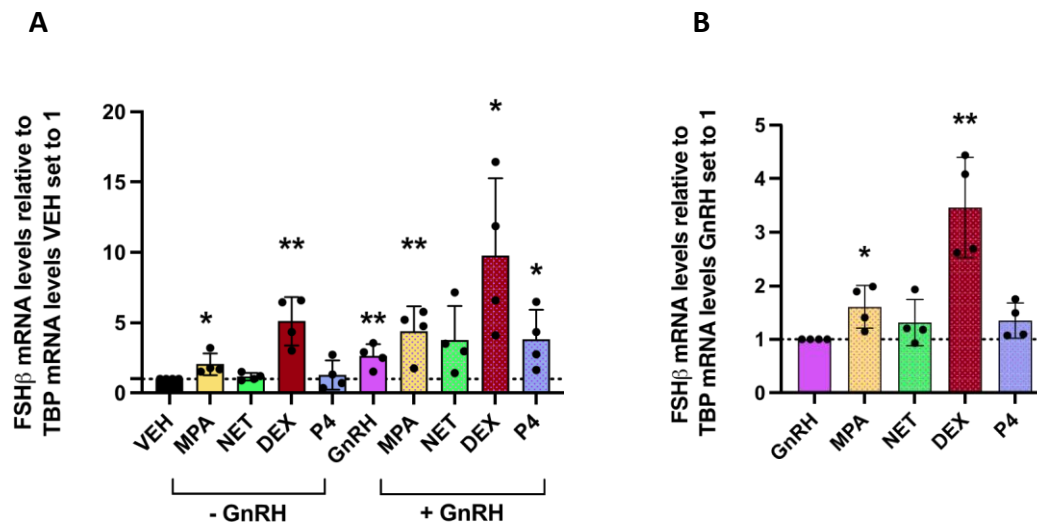 A
B
FSHβ mRNA levels relative to
TBP mRNA levels VEH set to 1
20
15
10
5
0
*
**
**
**
*
*
VEH
MPA
NET
DEX
P4
GnRH
MPA
NET
DEX
P4
- GnRH
+ GnRH
FSHβ mRNA levels relative to
TBP mRNA levels GnRH set to 1
5
4
3
2
1
0
*
**
GnRH
MPA
NET
DEX
P4